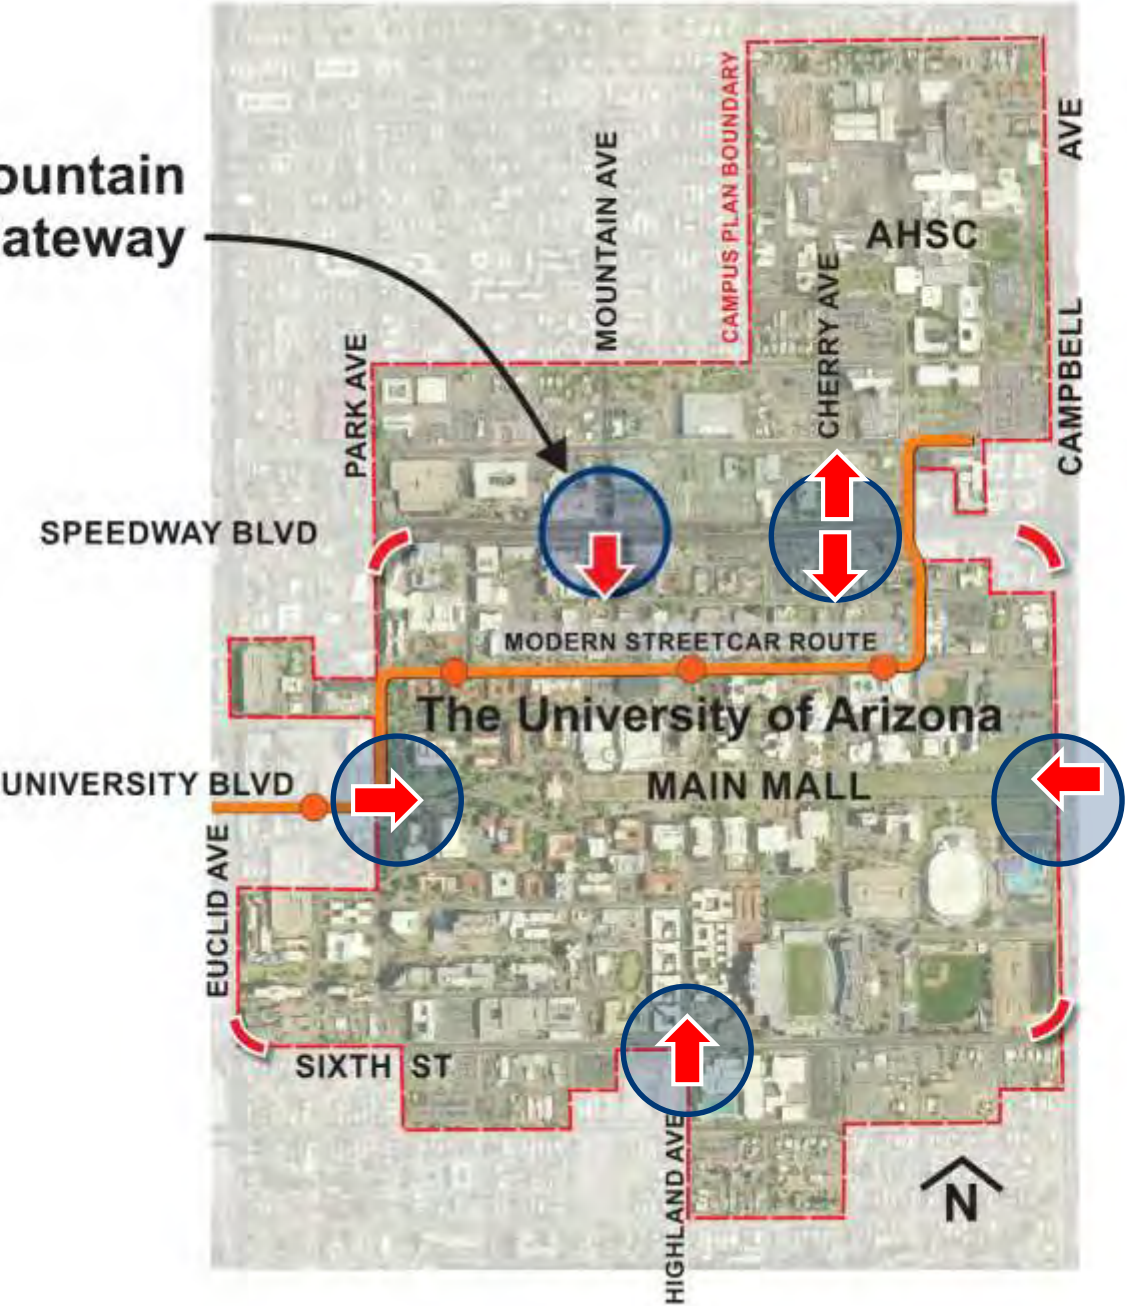 ountain
ateway
MOUNTAIN AVE
CAMPUS PLAN BOUNDARY
AVE
AHSC
CHERRY AVE
PARK AVE
CAMPBELL
SPEEDWAY BLVD
MODERN STREETCAR ROUTE
The University of Arizona
UNIVERSITY BLVD
MAIN MALL
EUCLID AVE
SIXTH ST
HIGHLAND AVE
N